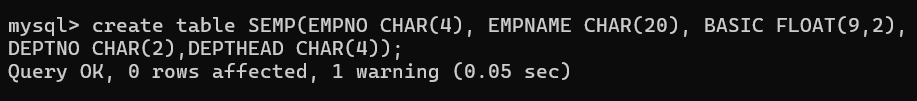 mysql> create table SEMP(EMPNO CHAR(4), EMPNAME CHAR(20), BASIC FLOAT(9,2),
DEPTNO CHAR(2),DEPTHEAD CHAR(4));
Query OK, 0 rows affected, 1 warning (0.05 sec)